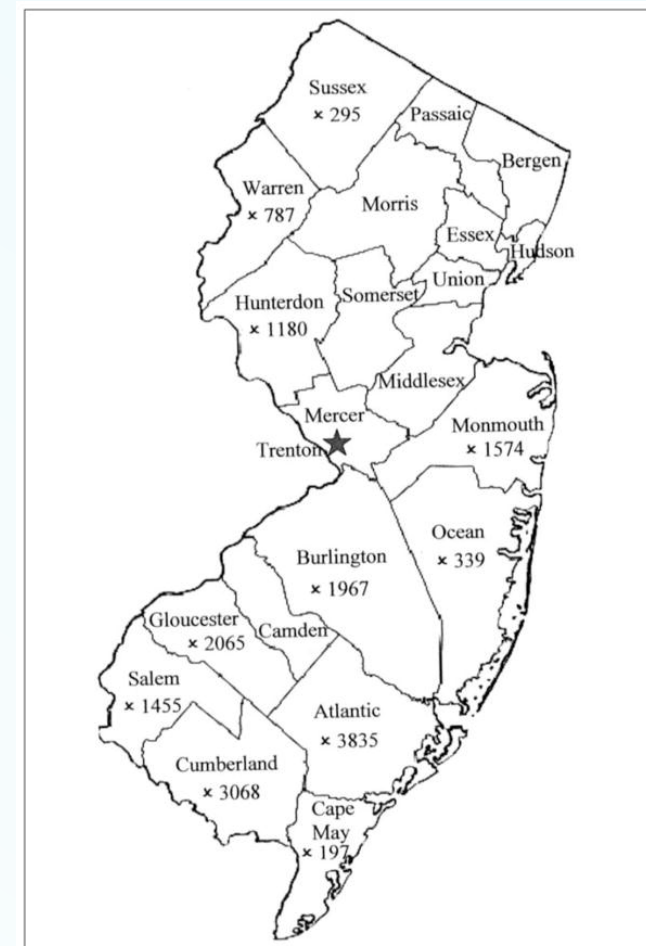 Sussex
× 295
Passaic
Bergen
Warren
× 787
Morris
Essex
Hudson
Union
Hunterdon
× 1180
Somerset
Middlesex
Mercer
Trenton
Monmouth
× 1574
Ocean
× 339
Burlington
× 1967
Gloucester
× 2065
Camden
Salem
× 1455
Atlantic
× 3835
Cumberland
× 3068
Cape
May
× 197